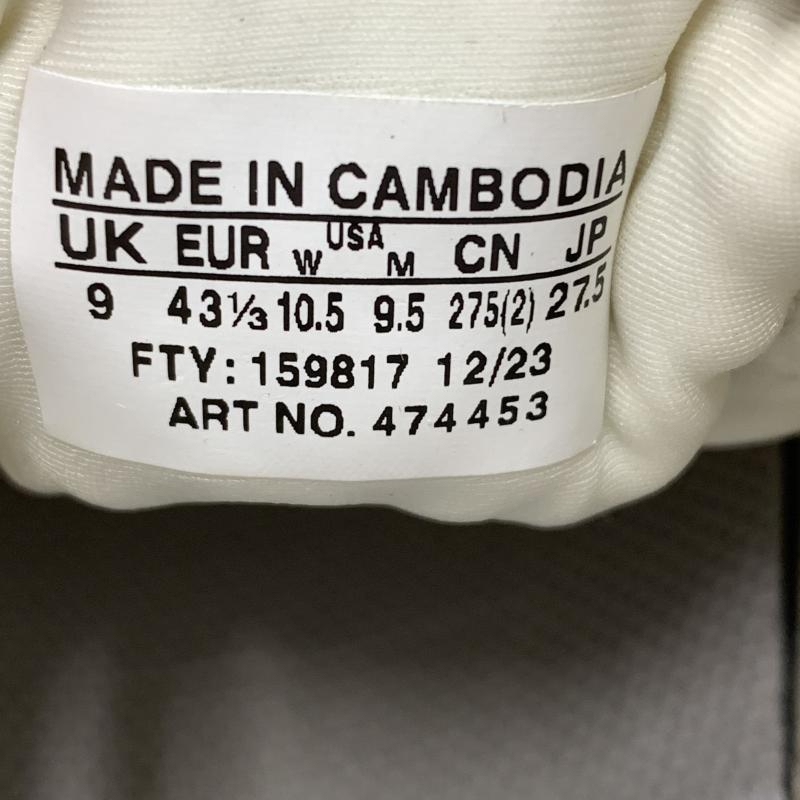 MADE IN CAMBODIA
UK EUR W USA M CN JP
9 43⅓ 10.5 9.5 275(2) 27.5
FTY: 159817 12/23
ART NO. 474453